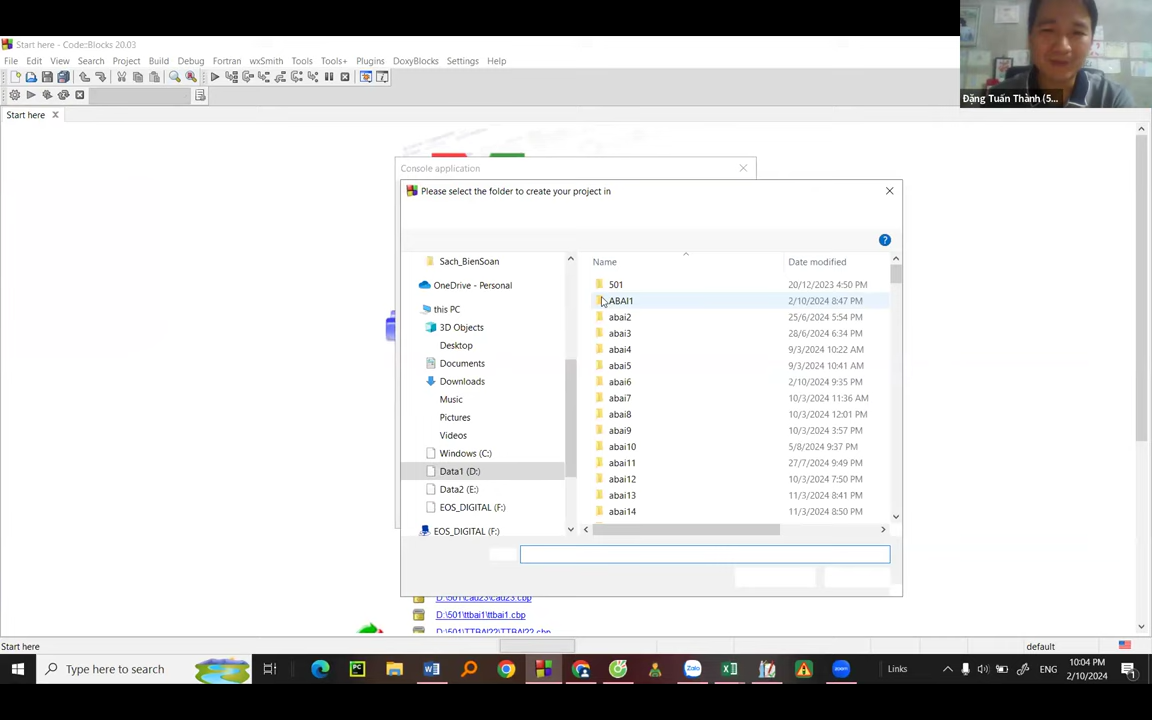 Start here - Code::Blocks 20.03
File Edit View Search Project Build Debug Fortran wxSmith Tools Tools+ Plugins DoxyBlocks Settings Help
Start here
Đặng Tuấn Thành (5...
Console application
Please select the folder to create your project in
Name Date modified
Sach_BienSoan
OneDrive - Personal
this PC
3D Objects
Desktop
Documents
Downloads
Music
Pictures
Videos
Windows (C:)
Data1 (D:)
Data2 (E:)
EOS_DIGITAL (F:)
EOS_DIGITAL (F:)
501 20/12/2023 4:50 PM
ABAI1 2/10/2024 8:47 PM
abai2 25/6/2024 5:54 PM
abai3 28/6/2024 6:34 PM
abai4 9/3/2024 10:22 AM
abai5 9/3/2024 10:41 AM
abai6 2/10/2024 9:35 PM
abai7 10/3/2024 11:36 AM
abai8 10/3/2024 12:01 PM
abai9 10/3/2024 3:57 PM
abai10 5/8/2024 9:37 PM
abai11 27/7/2024 9:49 PM
abai12 10/3/2024 7:50 PM
abai13 11/3/2024 8:41 PM
abai14 11/3/2024 8:50 PM
D:\501\cau23\cau23.cbp
D:\501\ttbai1\ttbai1.cbp
D:\501\TTBAI22\TTBAI22.cbp
Start here default
Type here to search
Links
ENG
10:04 PM
2/10/2024